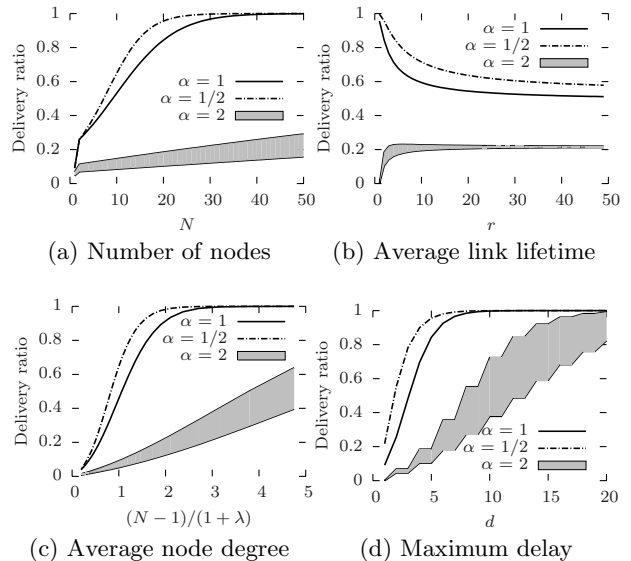 Delivery ratio
1
0.8
0.6
0.4
0.2
0
α = 1
α = 1/2
α = 2
0 10 20 30 40 50
N
(a) Number of nodes
Delivery ratio
1
0.8
0.6
0.4
0.2
0
α = 1
α = 1/2
α = 2
0 10 20 30 40 50
r
(b) Average link lifetime
Delivery ratio
1
0.8
0.6
0.4
0.2
0
α = 1
α = 1/2
α = 2
0 1 2 3 4 5
(N − 1)/(1 + λ)
(c) Average node degree
Delivery ratio
1
0.8
0.6
0.4
0.2
0
α = 1
α = 1/2
α = 2
0 5 10 15 20
d
(d) Maximum delay